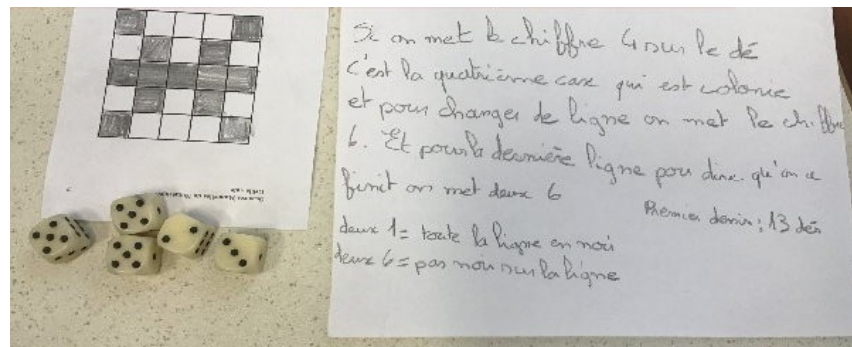 Si on met le chiffre 4 sur le dé
c'est la quatrième case qui est colorié
et pour changer de ligne on met le chiffre
6. Et pour la dernière ligne pour dire qu'on a
finit on met deux 6
Premier dessin : 13 dés
deux 1 = toute la ligne en noir
deux 6 = pas noir sur la ligne